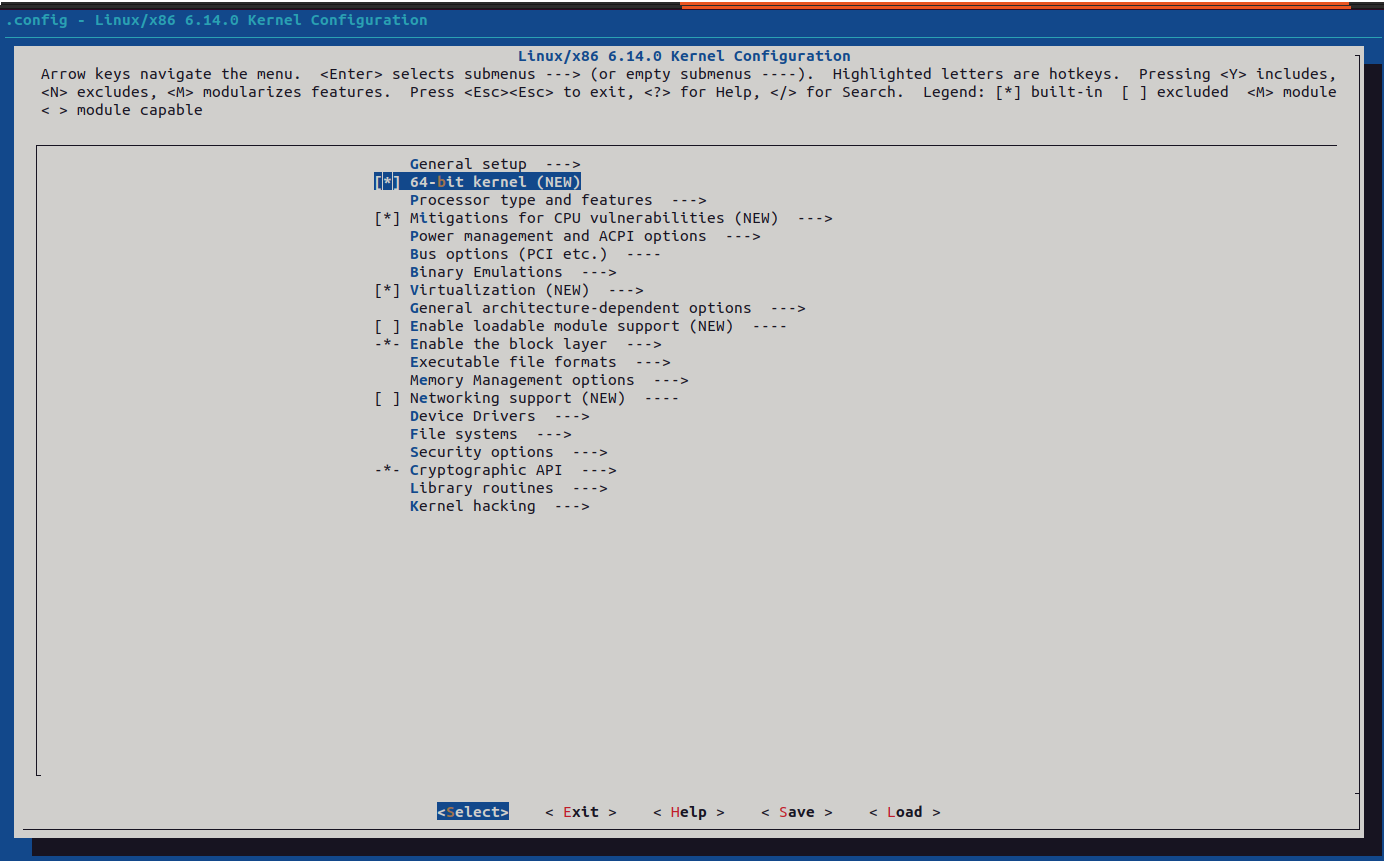 .config - Linux/x86 6.14.0 Kernel Configuration
Linux/x86 6.14.0 Kernel Configuration
Arrow keys navigate the menu.  <Enter> selects submenus ---> (or empty submenus ----).  Highlighted letters are hotkeys.  Pressing <Y> includes,
<N> excludes, <M> modularizes features.  Press <Esc><Esc> to exit, <?> for Help, </> for Search.  Legend: [*] built-in  [ ] excluded  <M> module
< > module capable
General setup  --->
[*] 64-bit kernel (NEW)
Processor type and features  --->
[*] Mitigations for CPU vulnerabilities (NEW)  --->
Power management and ACPI options  --->
Bus options (PCI etc.)  ----
Binary Emulations  --->
[*] Virtualization (NEW)  --->
General architecture-dependent options  --->
[ ] Enable loadable module support (NEW)  ----
-*- Enable the block layer  --->
Executable file formats  --->
Memory Management options  --->
[ ] Networking support (NEW)  ----
Device Drivers  --->
File systems  --->
Security options  --->
-*- Cryptographic API  --->
Library routines  --->
Kernel hacking  --->
<Select>    < Exit >    < Help >    < Save >    < Load >